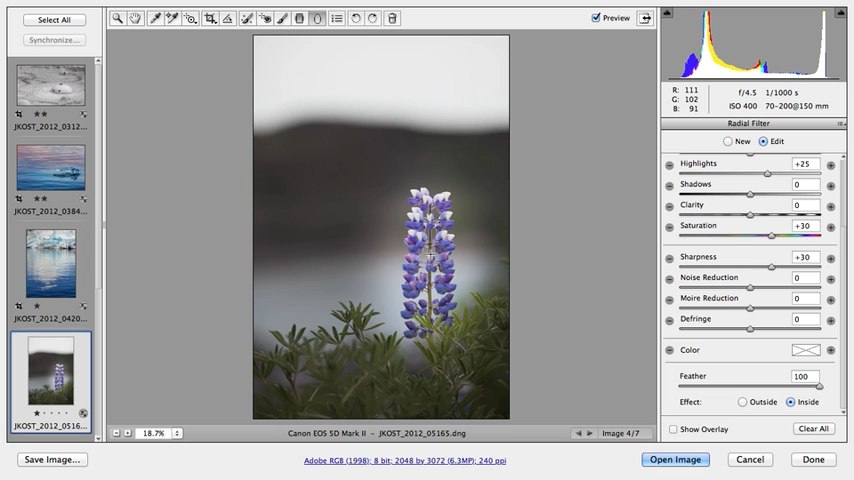 Select All
Synchronize...
JKOST_2012_0312...
JKOST_2012_0384...
JKOST_2012_0420...
JKOST_2012_0516...
Save Image...
Preview
18.7%
Canon EOS 5D Mark II - JKOST_2012_05165.dng
Image 4/7
Adobe RGB (1998); 8 bit; 2048 by 3072 (6.3MP); 240 ppi
R: 111
G: 102
B: 91
f/4.5 1/1000 s
ISO 400 70-200@150 mm
Radial Filter
New Edit
Highlights +25
Shadows 0
Clarity 0
Saturation +30
Sharpness +30
Noise Reduction 0
Moire Reduction 0
Defringe 0
Color
Feather 100
Effect: Outside Inside
Show Overlay Clear All
Open Image Cancel Done